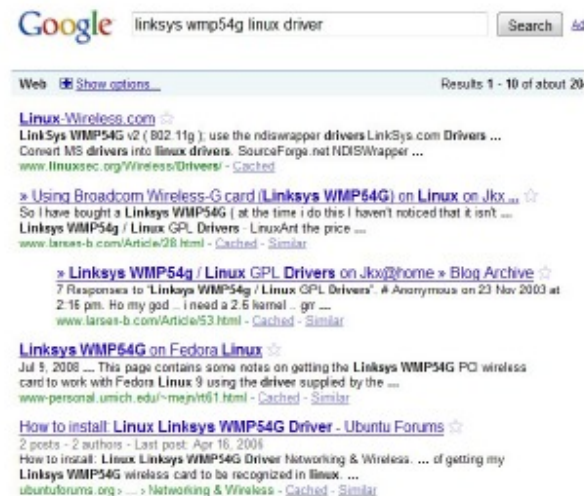 Google linksys wmp54g linux driver Search Ad
Web Show options... Results 1 - 10 of about 20
Linux-Wireless.com
LinkSys WMP54G v2 ( 802.11g ); use the ndiswrapper drivers LinkSys.com Drivers ...
Convert MS drivers into linux drivers. SourceForge.net NDISWrapper ...
www.linuxsec.org/Wireless/Drivers/ - Cached
» Using Broadcom Wireless-G card (Linksys WMP54G) on Linux on Jkx ...
So I have bought a Linksys WMP54G ( at the time i do this I haven't noticed that it isn't ....
Linksys WMP54g / Linux GPL Drivers · LinuxAnt the price ....
www.larsen-b.com/Article/28.html - Cached - Similar
» Linksys WMP54g / Linux GPL Drivers on Jkx@home » Blog Archive
7 Responses to "Linksys WMP54g / Linux GPL Drivers". # Anonymous on 23 Nov 2003 at
2:16 pm. Ho my god .. i need a 2.6 kernel .. grr ....
www.larsen-b.com/Article/53.html - Cached - Similar
Linksys WMP54G on Fedora Linux
Jul 9, 2008 .... This page contains some notes on getting the Linksys WMP54G PCI wireless
card to work with Fedora Linux 9 using the driver supplied by the ....
www-personal.umich.edu/~mejn/rt61.html - Cached - Similar
How to install: Linux Linksys WMP54G Driver - Ubuntu Forums
2 posts - 2 authors - Last post: Apr 16, 2006
How to install: Linux Linksys WMP54G Driver Networking & Wireless. ... of getting my
Linksys WMP54G wireless card to be recognized in linux. ...
ubuntuforums.org › ... › Networking & Wireless - Cached - Similar